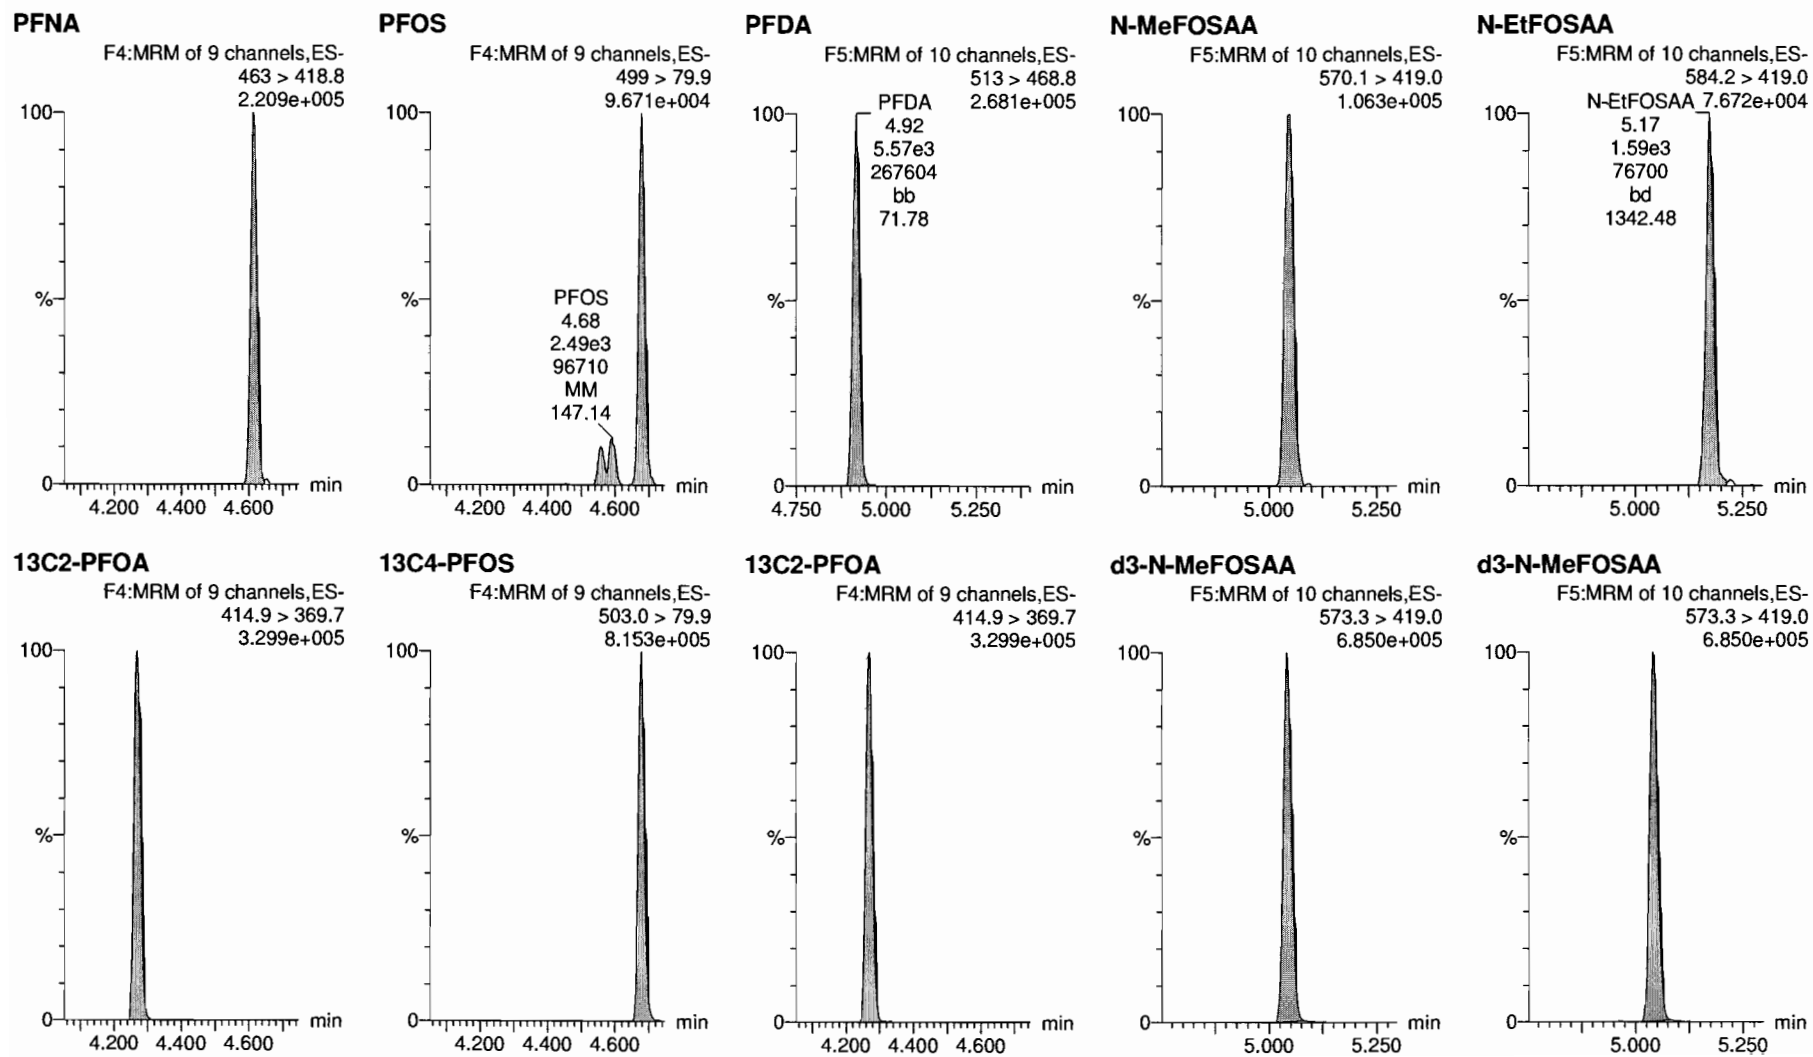 PFNA
F4:MRM of 9 channels,ES-
463 > 418.8
2.209e+005
100
%
0
4.200 4.400 4.600 min
PFOS
F4:MRM of 9 channels,ES-
499 > 79.9
9.671e+004
100
PFOS
4.68
2.49e3
96710
MM
147.14
%
0
4.200 4.400 4.600 min
PFDA
F5:MRM of 10 channels,ES-
513 > 468.8
2.681e+005
100
PFDA
4.92
5.57e3
267604
bb
71.78
%
0
4.750 5.000 5.250 min
N-MeFOSAA
F5:MRM of 10 channels,ES-
570.1 > 419.0
1.063e+005
100
%
0
5.000 5.250 min
N-EtFOSAA
F5:MRM of 10 channels,ES-
584.2 > 419.0
N-EtFOSAA 7.672e+004
100
5.17
1.59e3
76700
bd
1342.48
%
0
5.000 5.250 min
13C2-PFOA
F4:MRM of 9 channels,ES-
414.9 > 369.7
3.299e+005
100
%
0
4.200 4.400 4.600 min
13C4-PFOS
F4:MRM of 9 channels,ES-
503.0 > 79.9
8.153e+005
100
%
0
4.200 4.400 4.600 min
13C2-PFOA
F4:MRM of 9 channels,ES-
414.9 > 369.7
3.299e+005
100
%
0
4.200 4.400 4.600 min
d3-N-MeFOSAA
F5:MRM of 10 channels,ES-
573.3 > 419.0
6.850e+005
100
%
0
5.000 5.250 min
d3-N-MeFOSAA
F5:MRM of 10 channels,ES-
573.3 > 419.0
6.850e+005
100
%
0
5.000 5.250 min